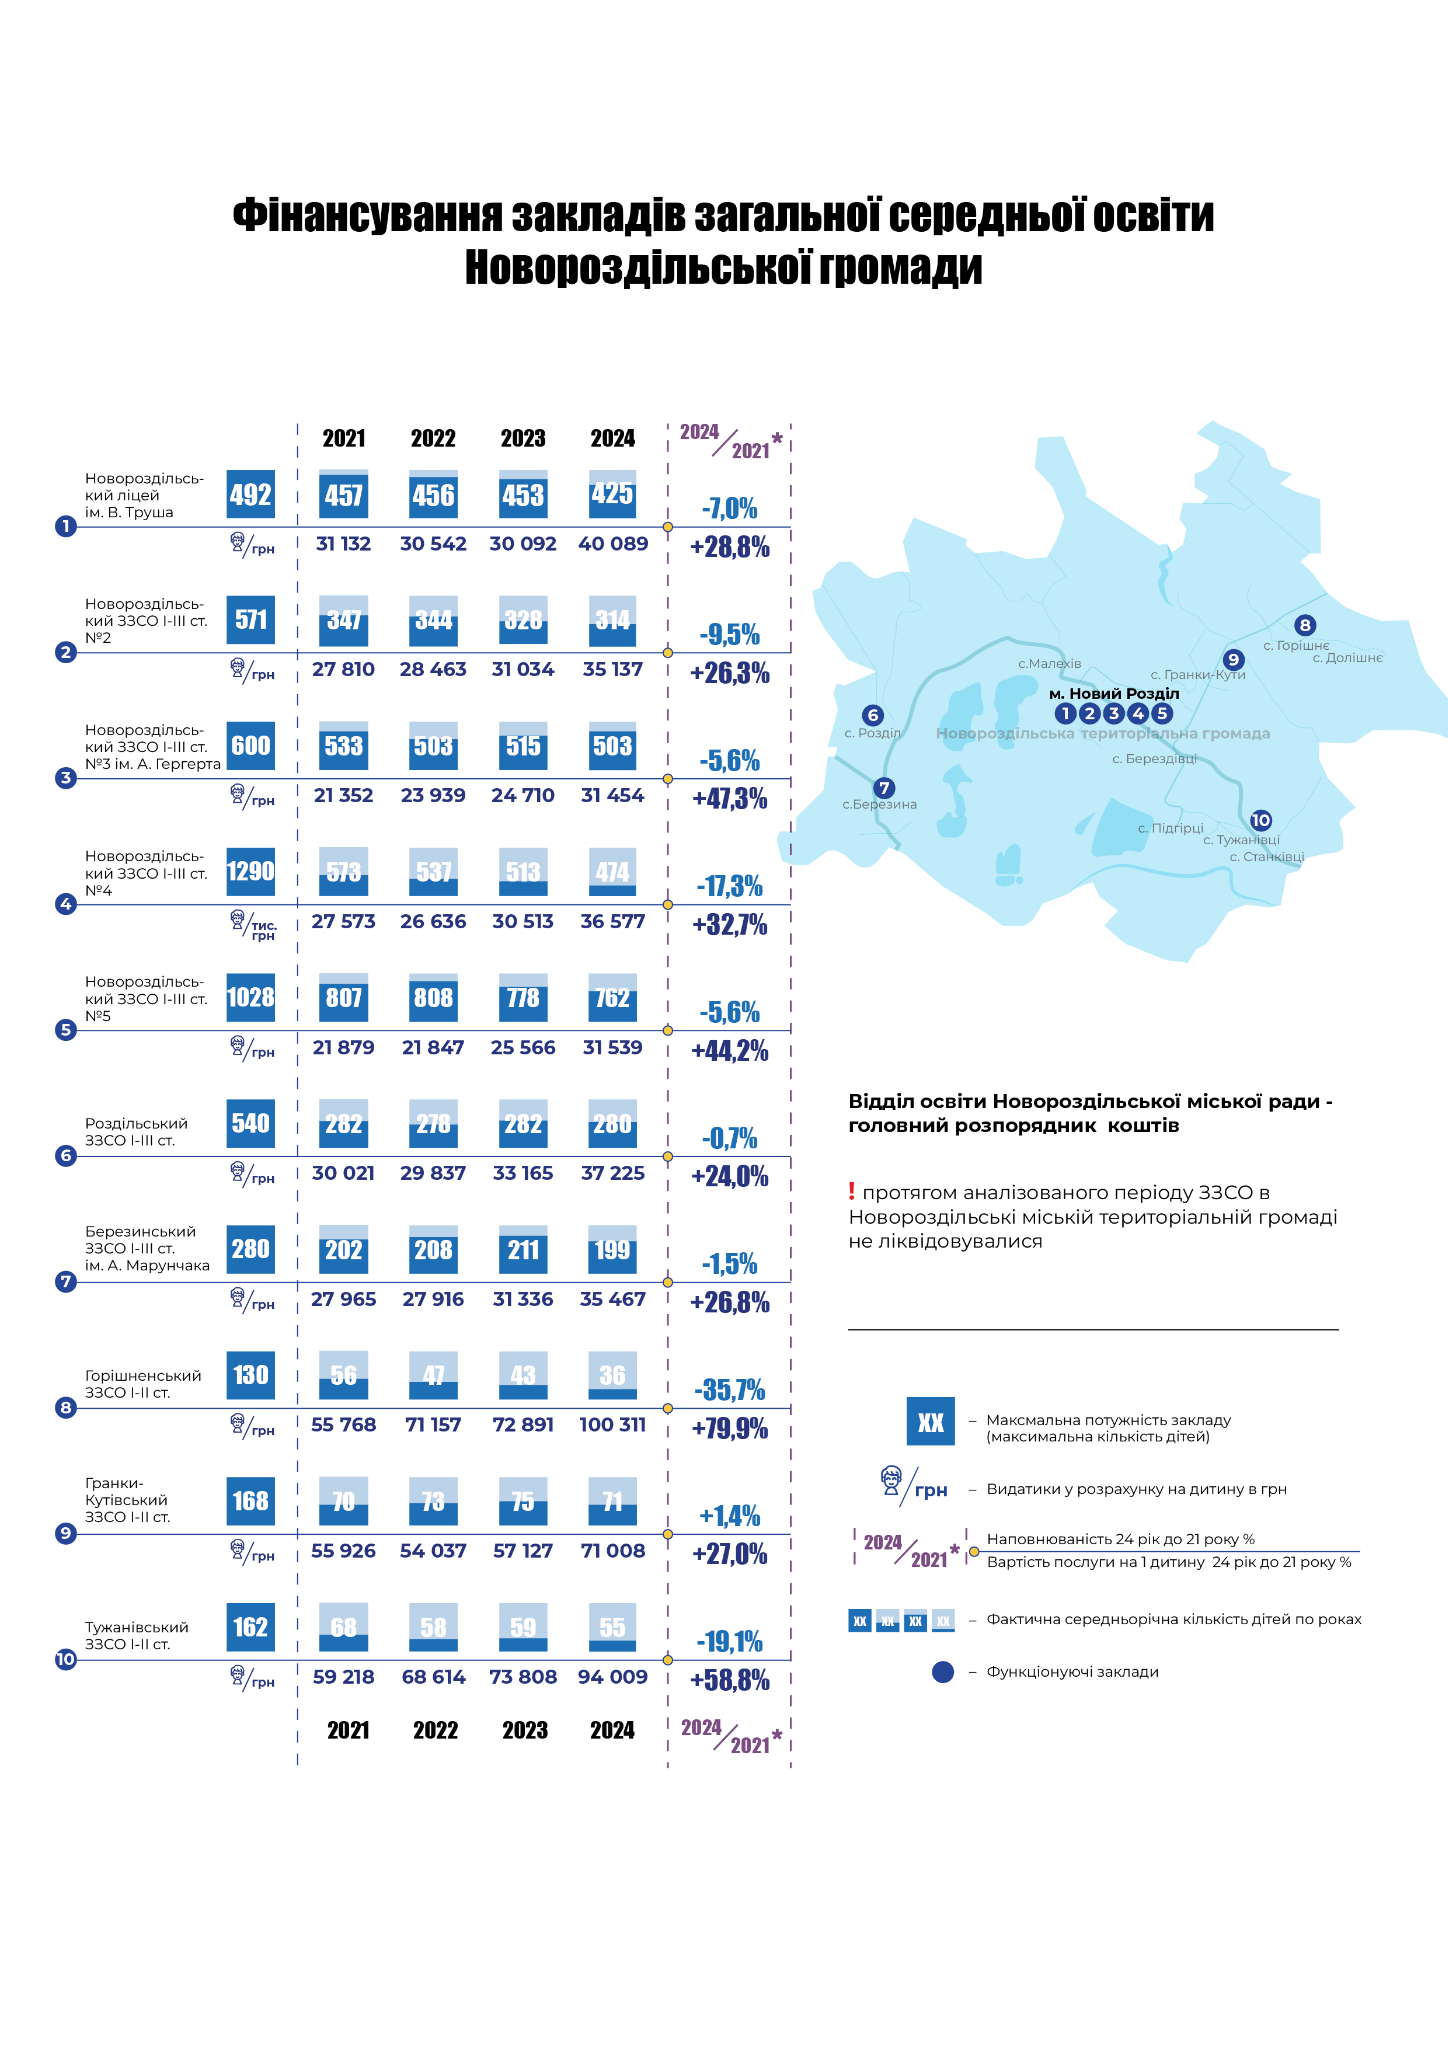 Фінансування закладів загальної середньої освіти
Новороздільської громади
2021 2022 2023 2024 2024/2021*
Новороздільсь-
кий ліцей
ім. В. Труша
492 457 456 453 425 -7,0%
1
грн 31 132 30 542 30 092 40 089 +28,8%
Новороздільсь-
кий ЗЗСО І-ІІІ ст.
№2
571 347 344 328 314 -9,5%
2
грн 27 810 28 463 31 034 35 137 +26,3%
Новороздільсь-
кий ЗЗСО І-ІІІ ст.
№3 ім. А. Гергерта
600 533 503 515 503 -5,6%
3
грн 21 352 23 939 24 710 31 454 +47,3%
Новороздільсь-
кий ЗЗСО І-ІІІ ст.
№4
1290 573 537 513 474 -17,3%
4
тис.
грн
27 573 26 636 30 513 36 577 +32,7%
Новороздільсь-
кий ЗЗСО І-ІІІ ст.
№5
1028 807 808 778 762 -5,6%
5
грн 21 879 21 847 25 566 31 539 +44,2%
Роздільський
ЗЗСО І-ІІІ ст.
540 282 278 282 280 -0,7%
6
грн 30 021 29 837 33 165 37 225 +24,0%
Березинський
ЗЗСО І-ІІІ ст.
ім. А. Марунчака
280 202 208 211 199 -1,5%
7
грн 27 965 27 916 31 336 35 467 +26,8%
Горішненський
ЗЗСО І-ІІ ст.
130 56 47 43 36 -35,7%
8
грн 55 768 71 157 72 891 100 311 +79,9%
Гранки-
Кутівський
ЗЗСО І-ІІ ст.
168 70 73 75 71 +1,4%
9
грн 55 926 54 037 57 127 71 008 +27,0%
Тужанівський
ЗЗСО І-ІІ ст.
162 68 58 59 55 -19,1%
10
грн 59 218 68 614 73 808 94 009 +58,8%
2021 2022 2023 2024 2024/2021*
8
с. Горішнє
с. Долішнє
9
с.Малехів
с. Гранки-Кути
м. Новий Розділ
6 1 2 3 4 5
с. Розділ
Новороздільська територіальна громада
с. Берездівці
7
с.Березина
10
с. Підгірці
с. Тужанівці
с. Станківці
Відділ освіти Новороздільської міської ради -
головний розпорядник коштів
! протягом аналізованого періоду ЗЗСО в
Новороздільські міській територіальній громаді
не ліквідовувалися
XX – Максмальна потужність закладу
(максимальна кількість дітей)
грн – Видатики у розрахунку на дитину в грн
2024/2021*
Наповнюваність 24 рік до 21 року %
Вартість послуги на 1 дитину 24 рік до 21 року %
XX XX XX XX – Фактична середньорічна кількість дітей по роках
– Функціонуючі заклади